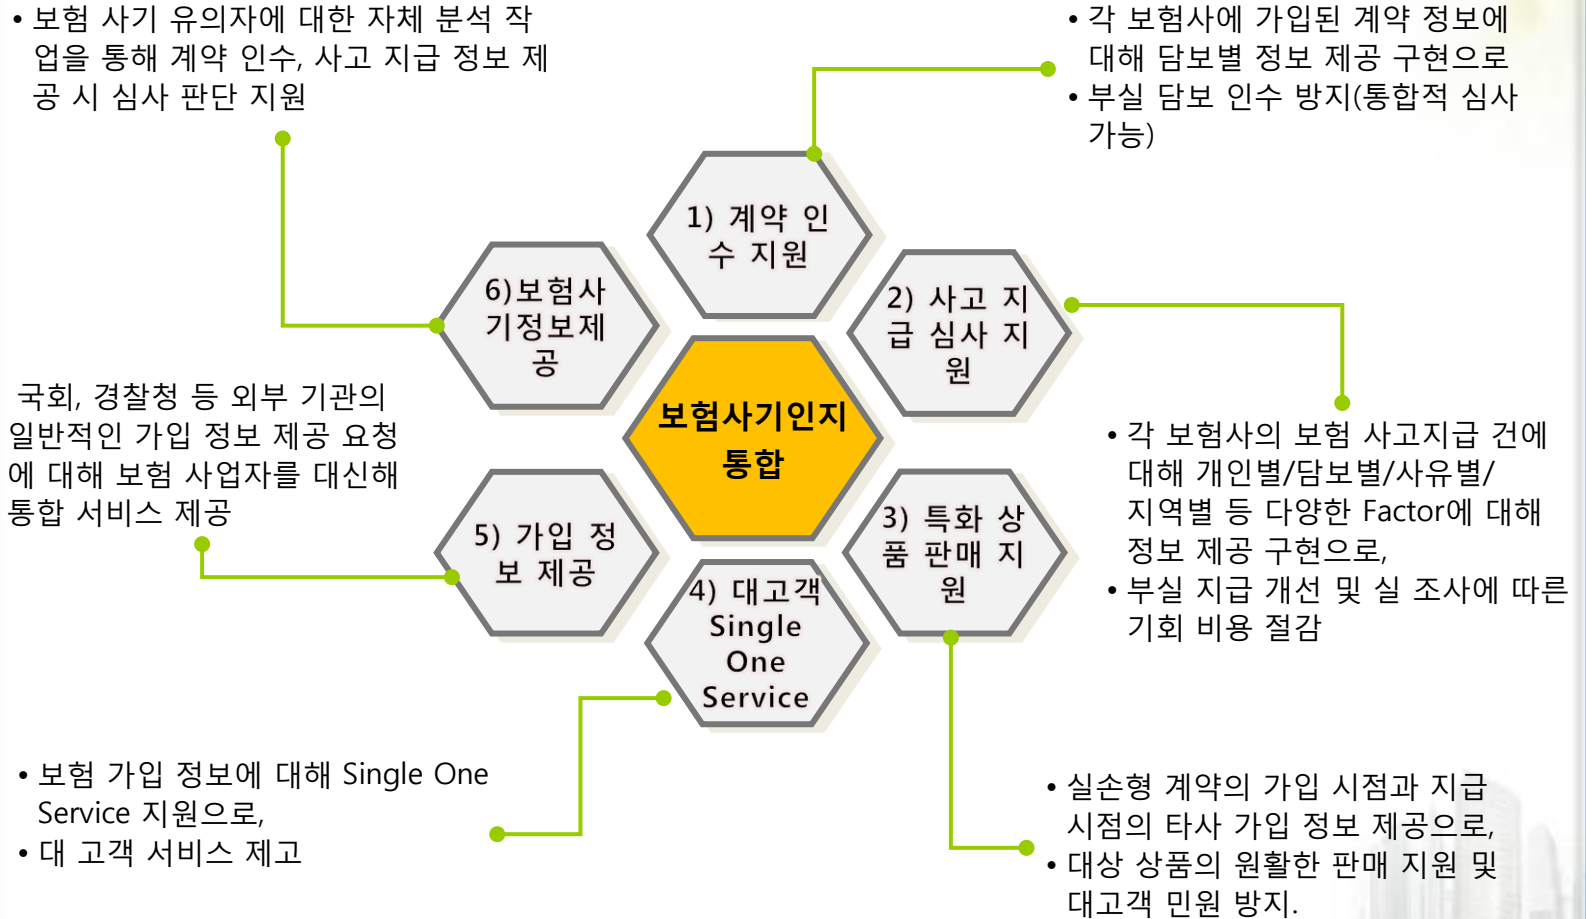 • 보험 사기 유의자에 대한 자체 분석 작
업을 통해 계약 인수, 사고 지급 정보 제
공 시 심사 판단 지원
• 각 보험사에 가입된 계약 정보에
대해 담보별 정보 제공 구현으로
• 부실 담보 인수 방지(통합적 심사
가능)
1) 계약 인
수 지원
2) 사고 지
급 심사 지
원
6)보험사
기정보제
공
보험사기인지
통합
국회, 경찰청 등 외부 기관의
일반적인 가입 정보 제공 요청
에 대해 보험 사업자를 대신해
통합 서비스 제공
• 각 보험사의 보험 사고지급 건에
대해 개인별/담보별/사유별/
지역별 등 다양한 Factor에 대해
정보 제공 구현으로,
• 부실 지급 개선 및 실 조사에 따른
기회 비용 절감
5) 가입 정
보 제공
3) 특화 상
품 판매 지
원
4) 대고객
Single
One
Service
• 보험 가입 정보에 대해 Single One
Service 지원으로,
• 대 고객 서비스 제고
• 실손형 계약의 가입 시점과 지급
시점의 타사 가입 정보 제공으로,
• 대상 상품의 원활한 판매 지원 및
대고객 민원 방지.